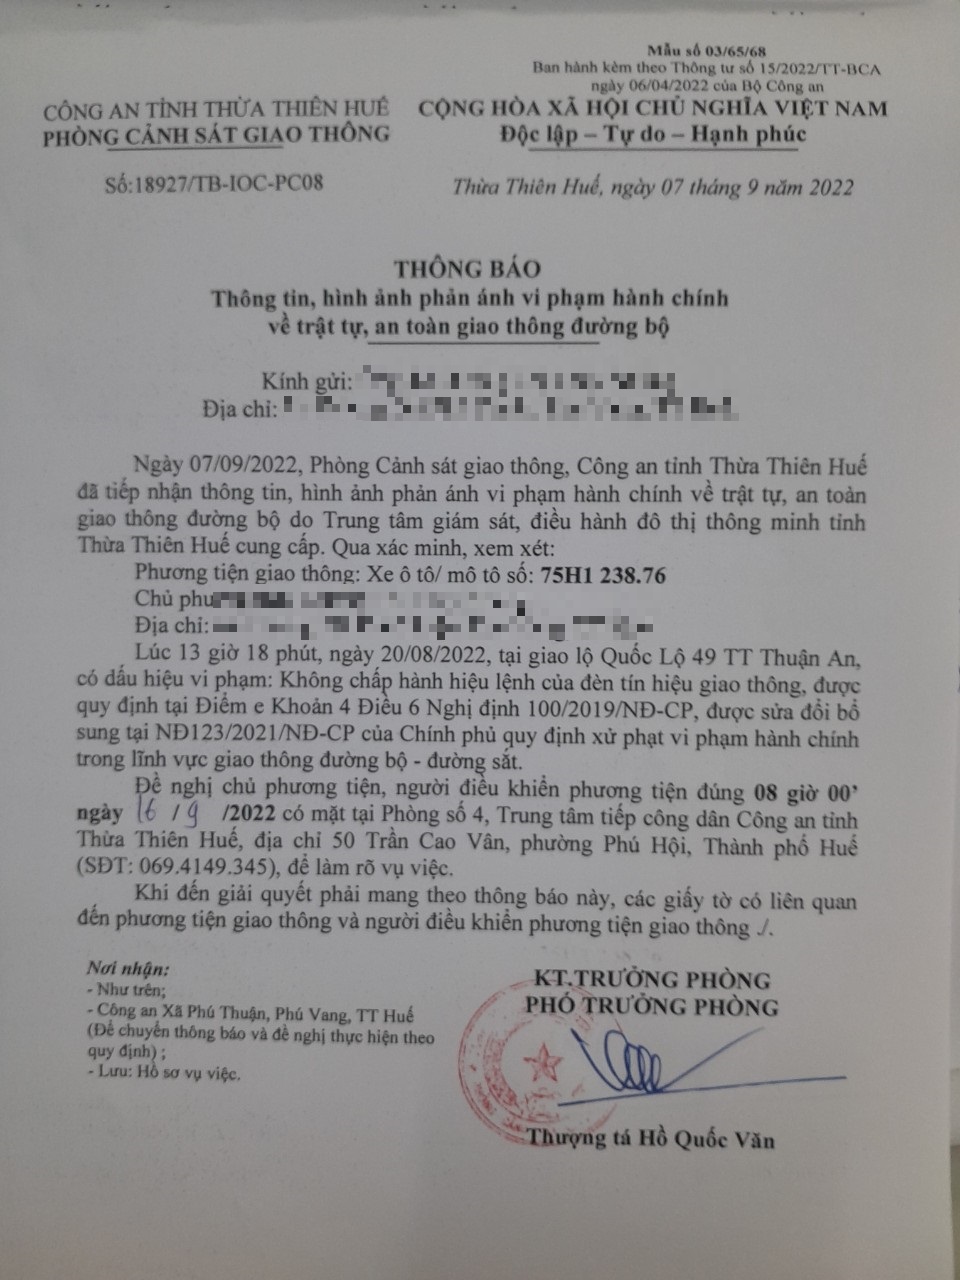 Mẫu số 03/65/68
Ban hành kèm theo Thông tư số 15/2022/TT-BCA
ngày 06/04/2022 của Bộ Công an
CÔNG AN TỈNH THỪA THIÊN HUẾ
PHÒNG CẢNH SÁT GIAO THÔNG
CỘNG HÒA XÃ HỘI CHỦ NGHĨA VIỆT NAM
Độc lập – Tự do – Hạnh phúc
Số:18927/TB-IOC-PC08
Thừa Thiên Huế, ngày 07 tháng 9 năm 2022
THÔNG BÁO
Thông tin, hình ảnh phản ánh vi phạm hành chính
về trật tự, an toàn giao thông đường bộ
Kính gửi:
Địa chỉ:
Ngày 07/09/2022, Phòng Cảnh sát giao thông, Công an tỉnh Thừa Thiên Huế
đã tiếp nhận thông tin, hình ảnh phản ánh vi phạm hành chính về trật tự, an toàn
giao thông đường bộ do Trung tâm giám sát, điều hành đô thị thông minh tỉnh
Thừa Thiên Huế cung cấp. Qua xác minh, xem xét:
Phương tiện giao thông: Xe ô tô/ mô tô số: 75H1 238.76
Chủ phư
Địa chỉ:
Lúc 13 giờ 18 phút, ngày 20/08/2022, tại giao lộ Quốc Lộ 49 TT Thuận An,
có dấu hiệu vi phạm: Không chấp hành hiệu lệnh của đèn tín hiệu giao thông, được
quy định tại Điểm e Khoản 4 Điều 6 Nghị định 100/2019/NĐ-CP, được sửa đổi bổ
sung tại NĐ123/2021/NĐ-CP của Chính phủ quy định xử phạt vi phạm hành chính
trong lĩnh vực giao thông đường bộ - đường sắt.
Đề nghị chủ phương tiện, người điều khiển phương tiện đúng 08 giờ 00’
ngày 16 / 9 /2022 có mặt tại Phòng số 4, Trung tâm tiếp công dân Công an tỉnh
Thừa Thiên Huế, địa chỉ 50 Trần Cao Vân, phường Phú Hội, Thành phố Huế
(SĐT: 069.4149.345), để làm rõ vụ việc.
Khi đến giải quyết phải mang theo thông báo này, các giấy tờ có liên quan
đến phương tiện giao thông và người điều khiển phương tiện giao thông ./.
Nơi nhận:
- Như trên;
- Công an Xã Phú Thuận, Phú Vang, TT Huế
(Để chuyển thông báo và đề nghị thực hiện theo
quy định) ;
- Lưu: Hồ sơ vụ việc.
KT.TRƯỞNG PHÒNG
PHÓ TRƯỞNG PHÒNG
Thượng tá Hồ Quốc Văn